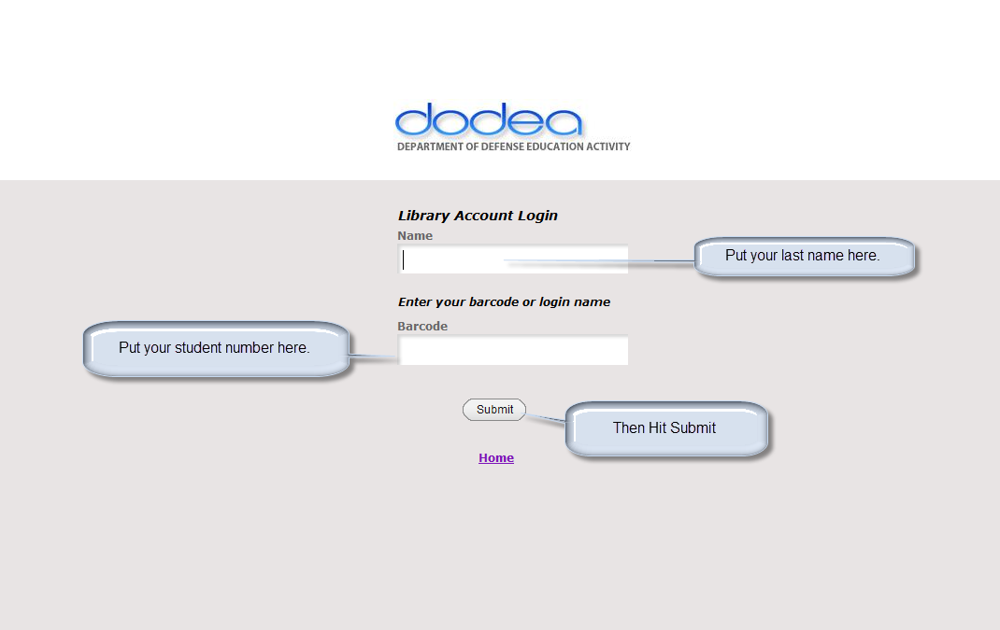 dodea
DEPARTMENT OF DEFENSE EDUCATION ACTIVITY
Library Account Login
Name
Put your last name here.
Enter your barcode or login name
Barcode
Put your student number here.
Submit
Then Hit Submit
Home